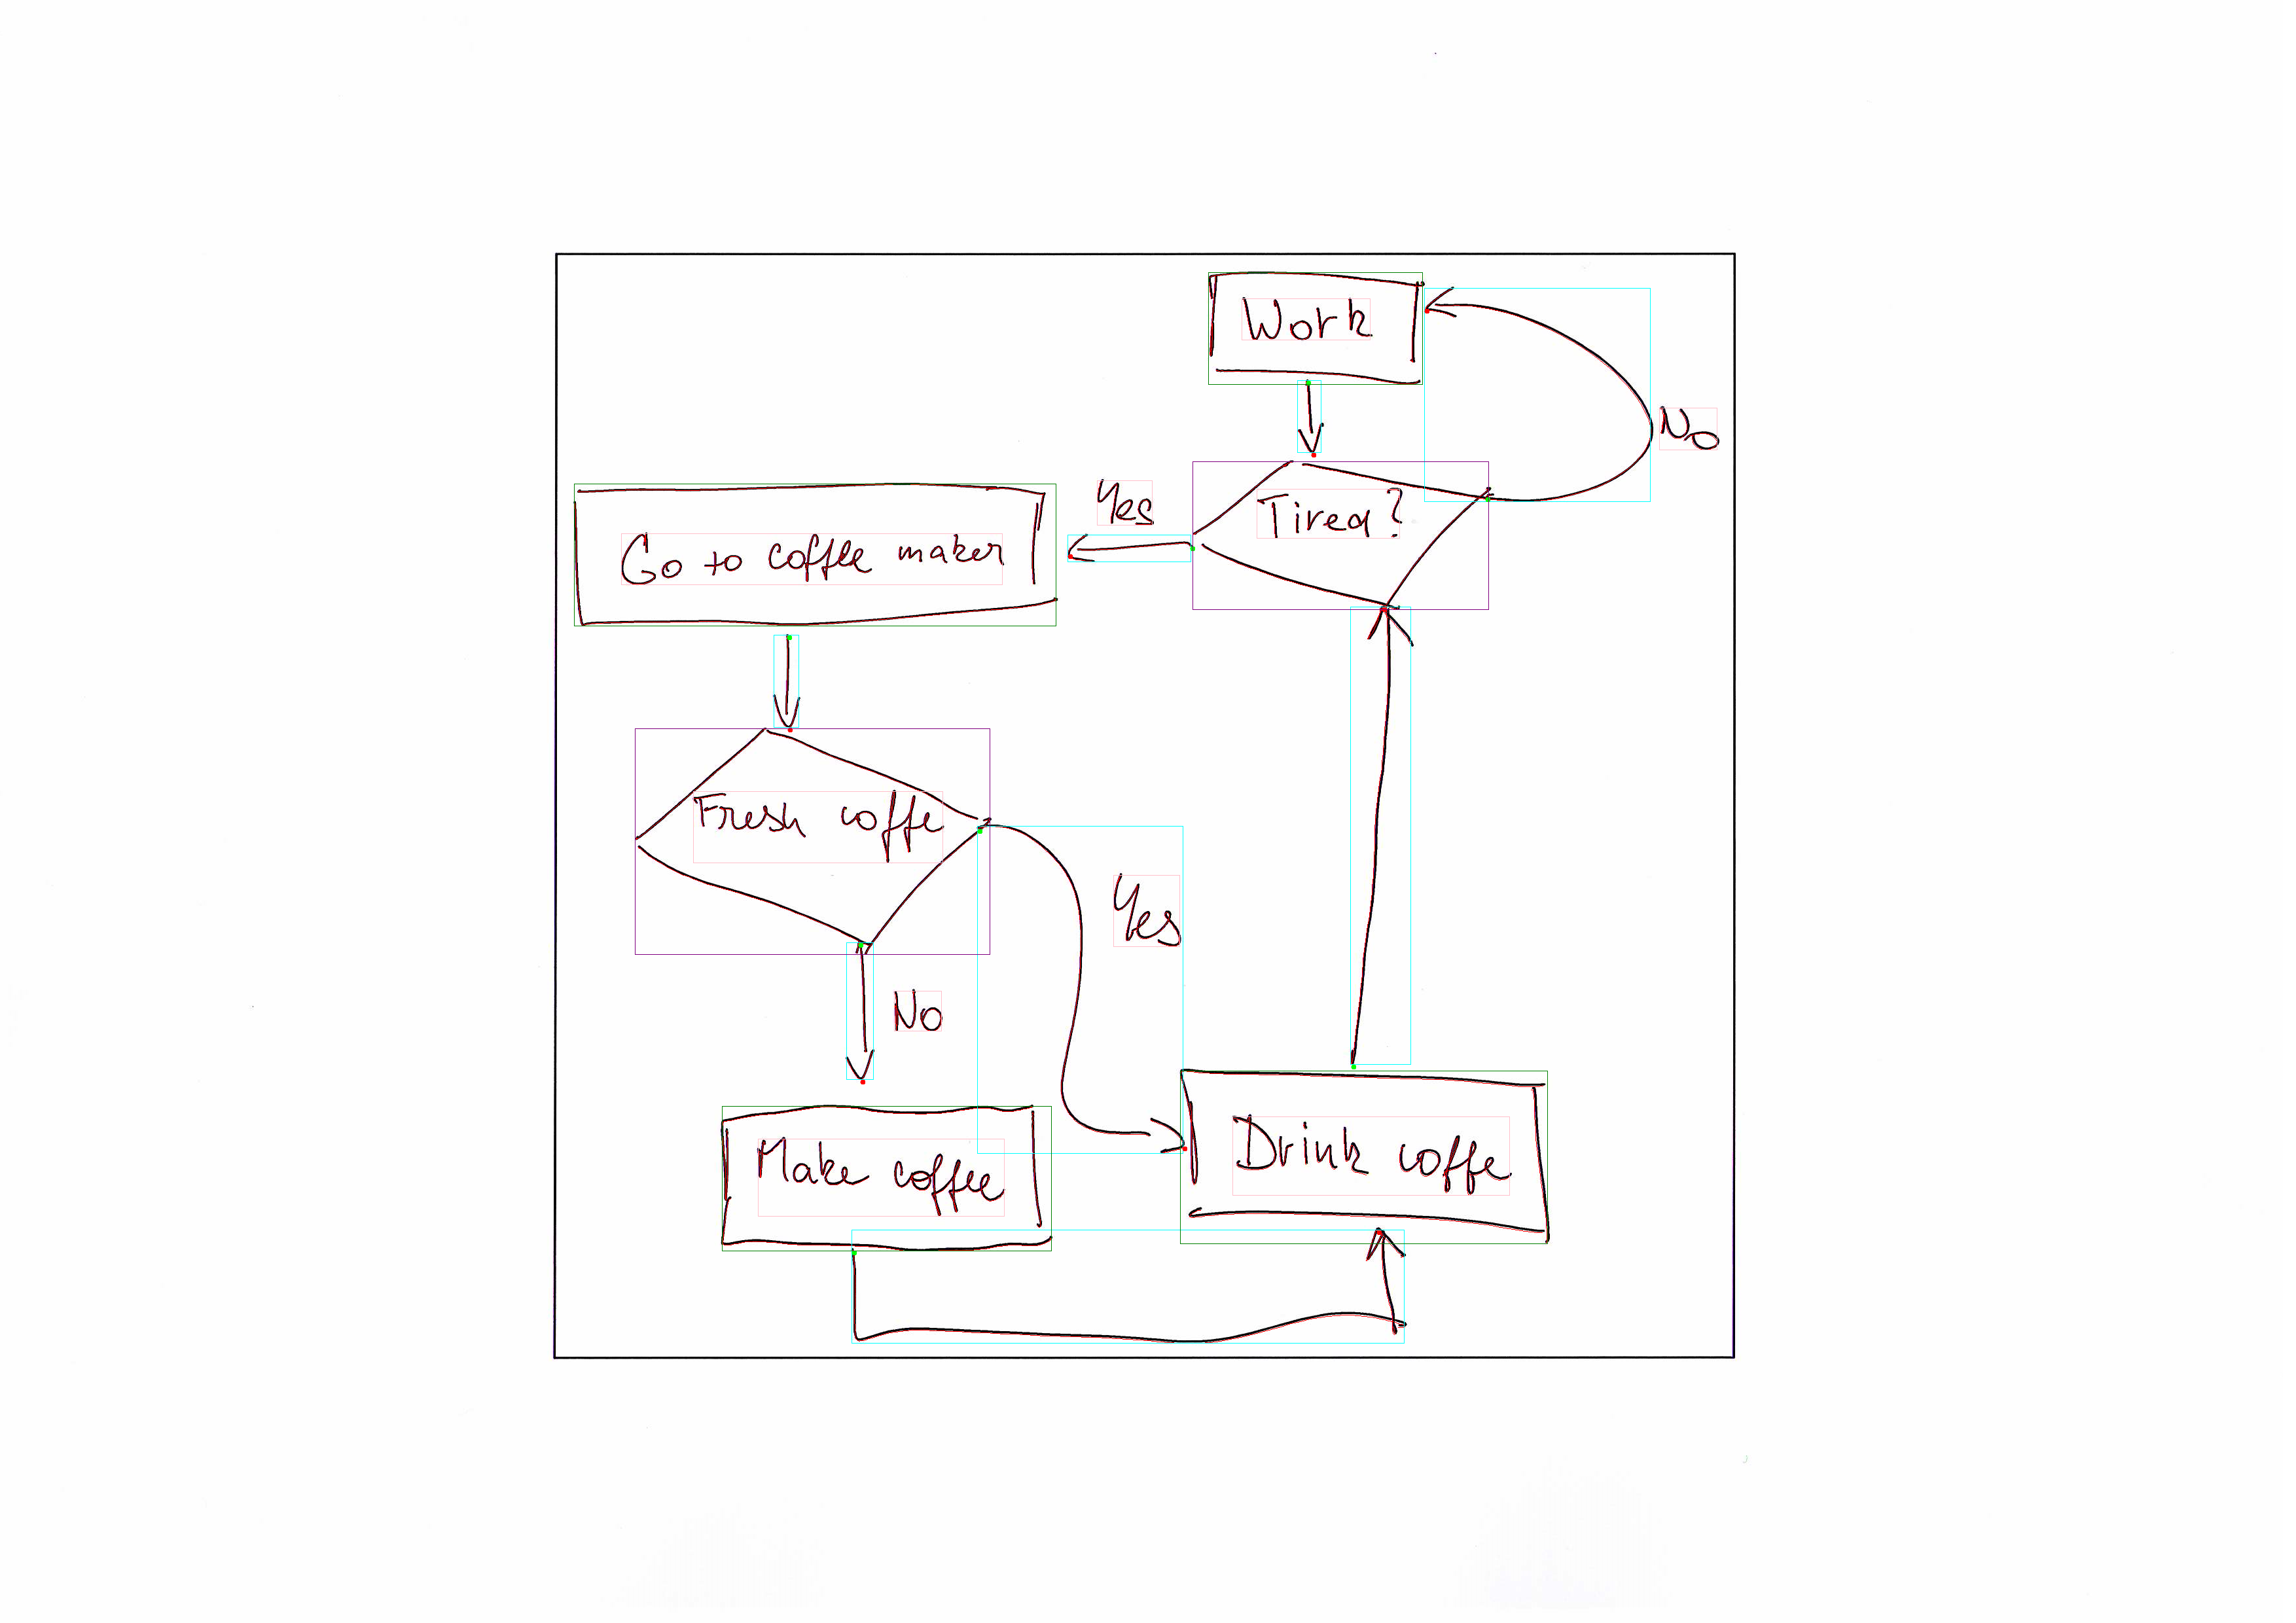 Work
No
Yes
Tired?
Go to coffee maker
Fresh coffe
Yes
No
Make coffee
Drink coffe